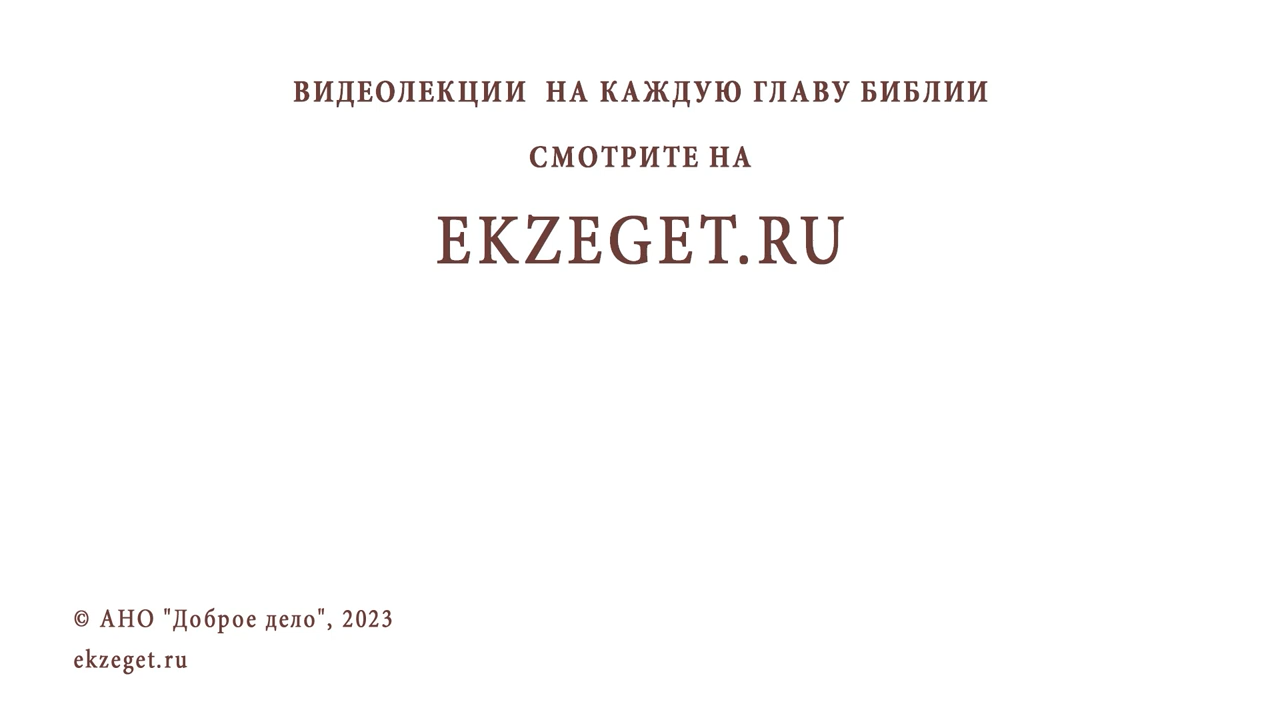 ВИДЕОЛЕКЦИИ  НА КАЖДУЮ ГЛАВУ БИБЛИИ
СМОТРИТЕ НА
EKZEGET.RU
© АНО "Доброе дело", 2023
ekzeget.ru